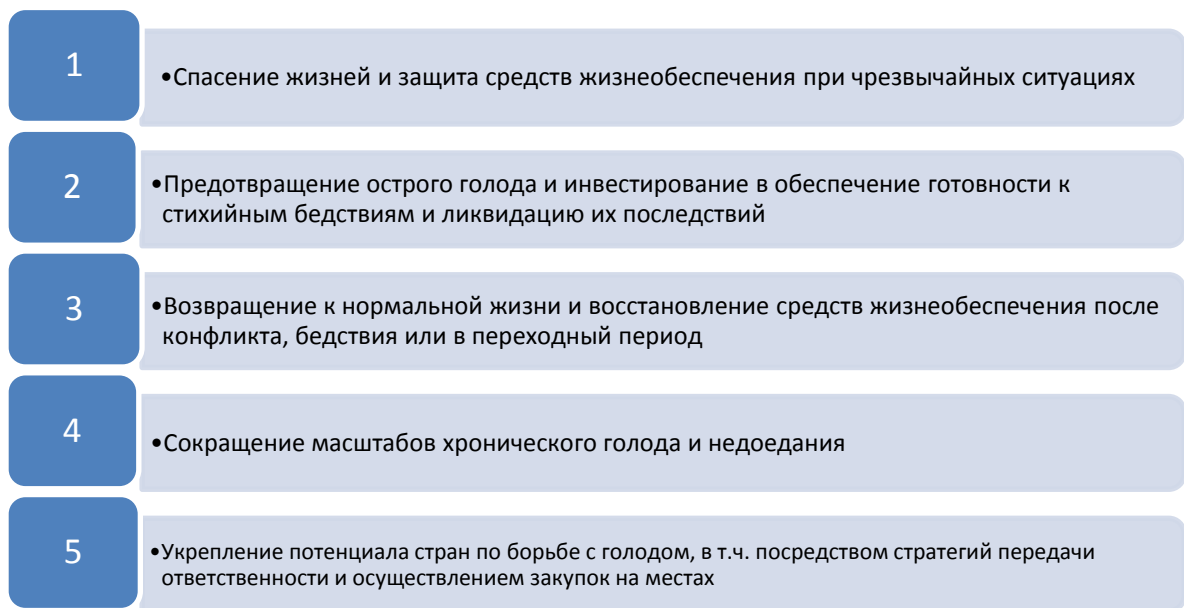 1
•Спасение жизней и защита средств жизнеобеспечения при чрезвычайных ситуациях
2
•Предотвращение острого голода и инвестирование в обеспечение готовности к
стихийным бедствиям и ликвидацию их последствий
3
•Возвращение к нормальной жизни и восстановление средств жизнеобеспечения после
конфликта, бедствия или в переходный период
4
•Сокращение масштабов хронического голода и недоедания
5
•Укрепление потенциала стран по борьбе с голодом, в т.ч. посредством стратегий передачи
ответственности и осуществлением закупок на местах